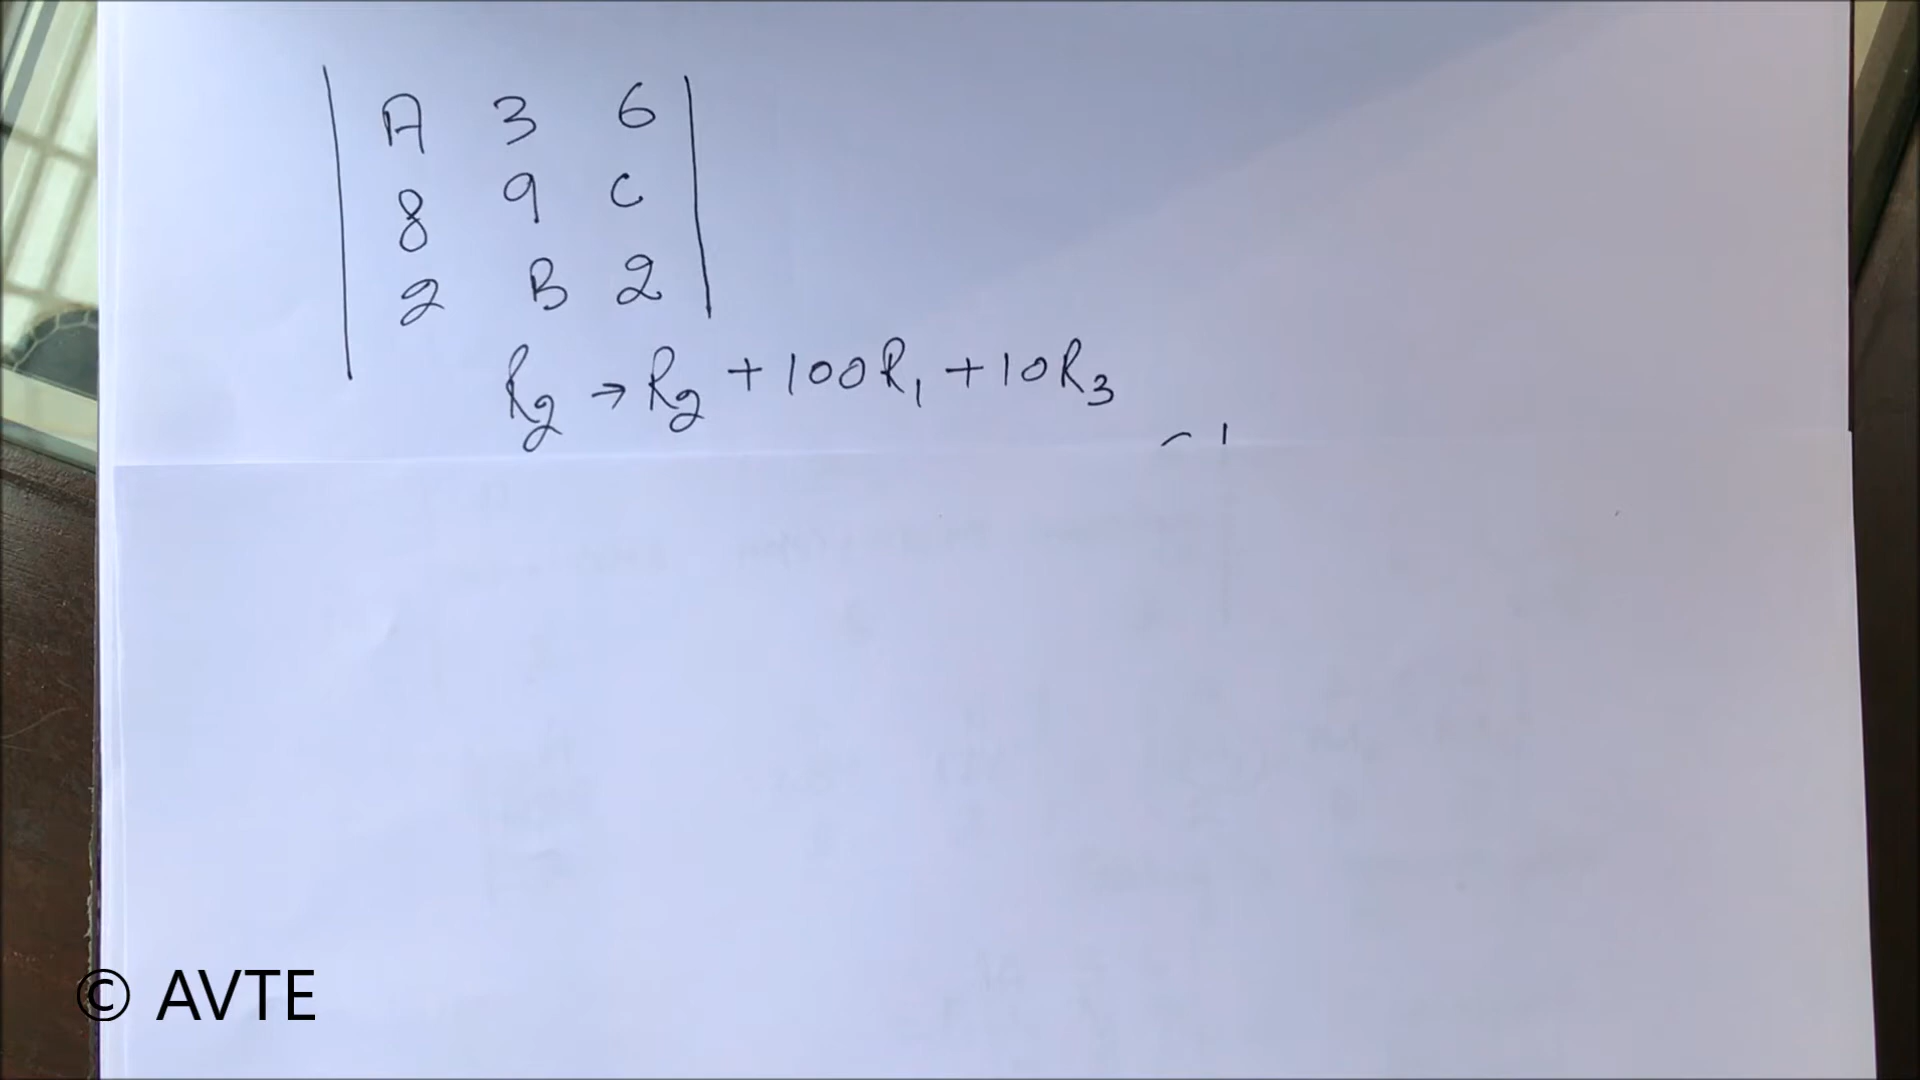 A 3 6
8 9 C
2 B 2
R2 → R2 + 100R1 + 10R3
© AVTE